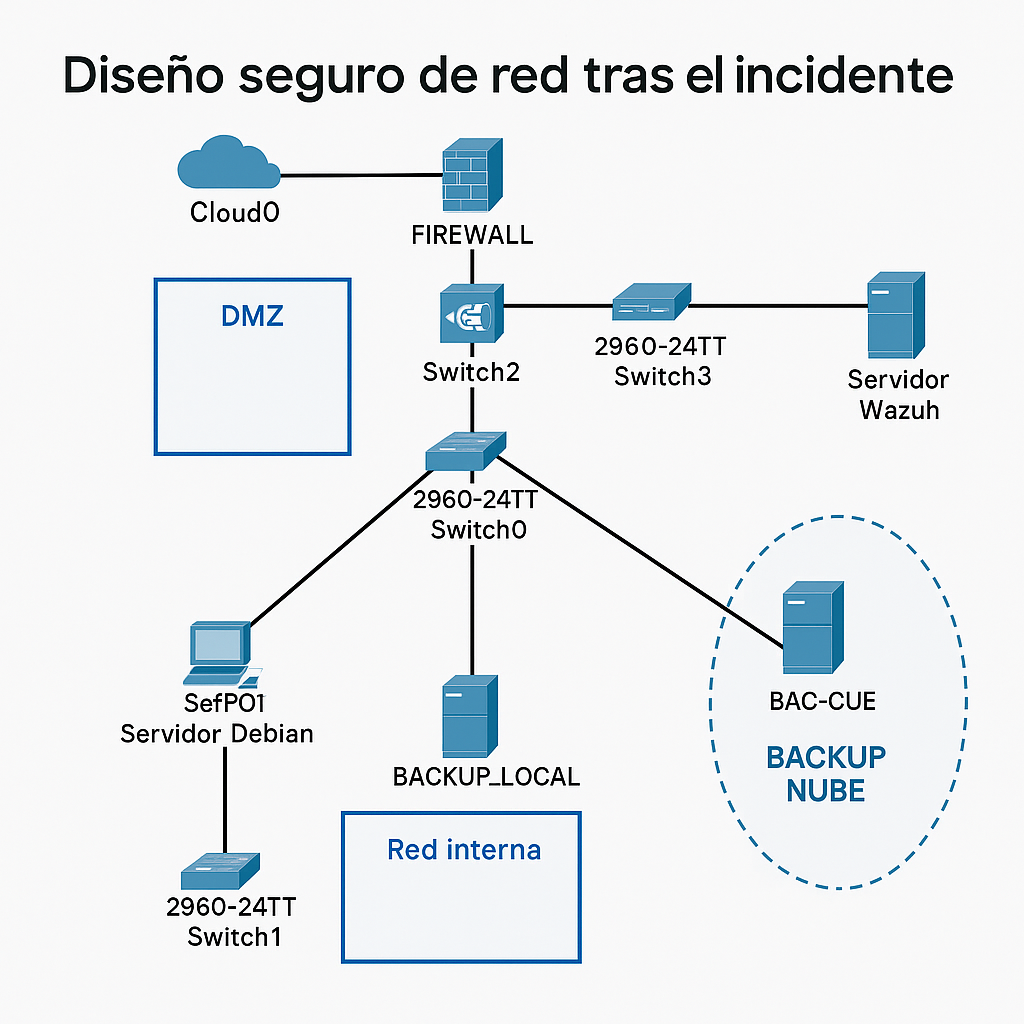 Diseño seguro de red tras el incidente
Cloud0
FIREWALL
DMZ
Switch2
2960-24TT
Switch3
Servidor
Wazuh
2960-24TT
Switch0
SefP01
Servidor Debian
BACKUP_LOCAL
BAC-CUE
BACKUP
NUBE
Red interna
2960-24TT
Switch1